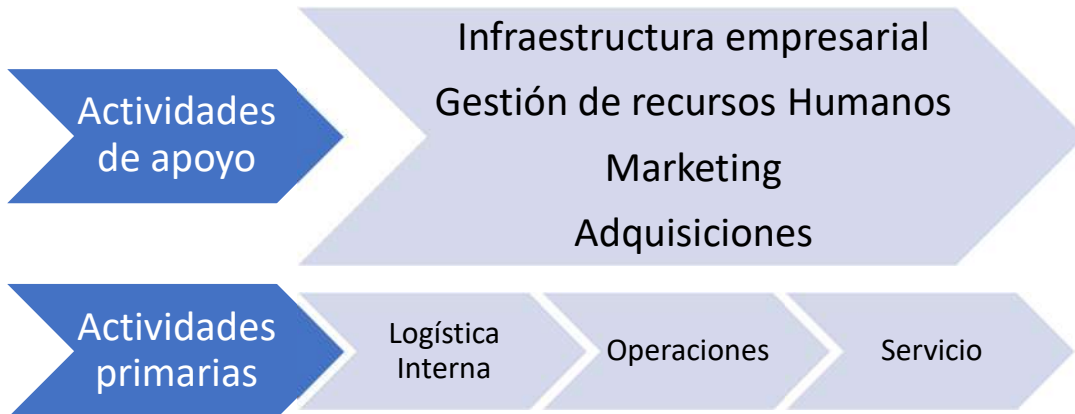 Actividades
de apoyo
Infraestructura empresarial
Gestión de recursos Humanos
Marketing
Adquisiciones
Actividades
primarias
Logística
Interna
Operaciones
Servicio